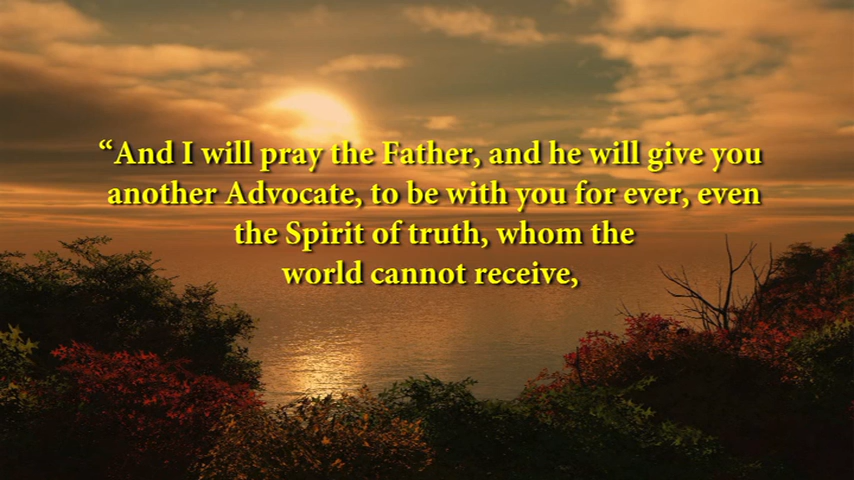 “And I will pray the Father, and he will give you
another Advocate, to be with you for ever, even
the Spirit of truth, whom the
world cannot receive,